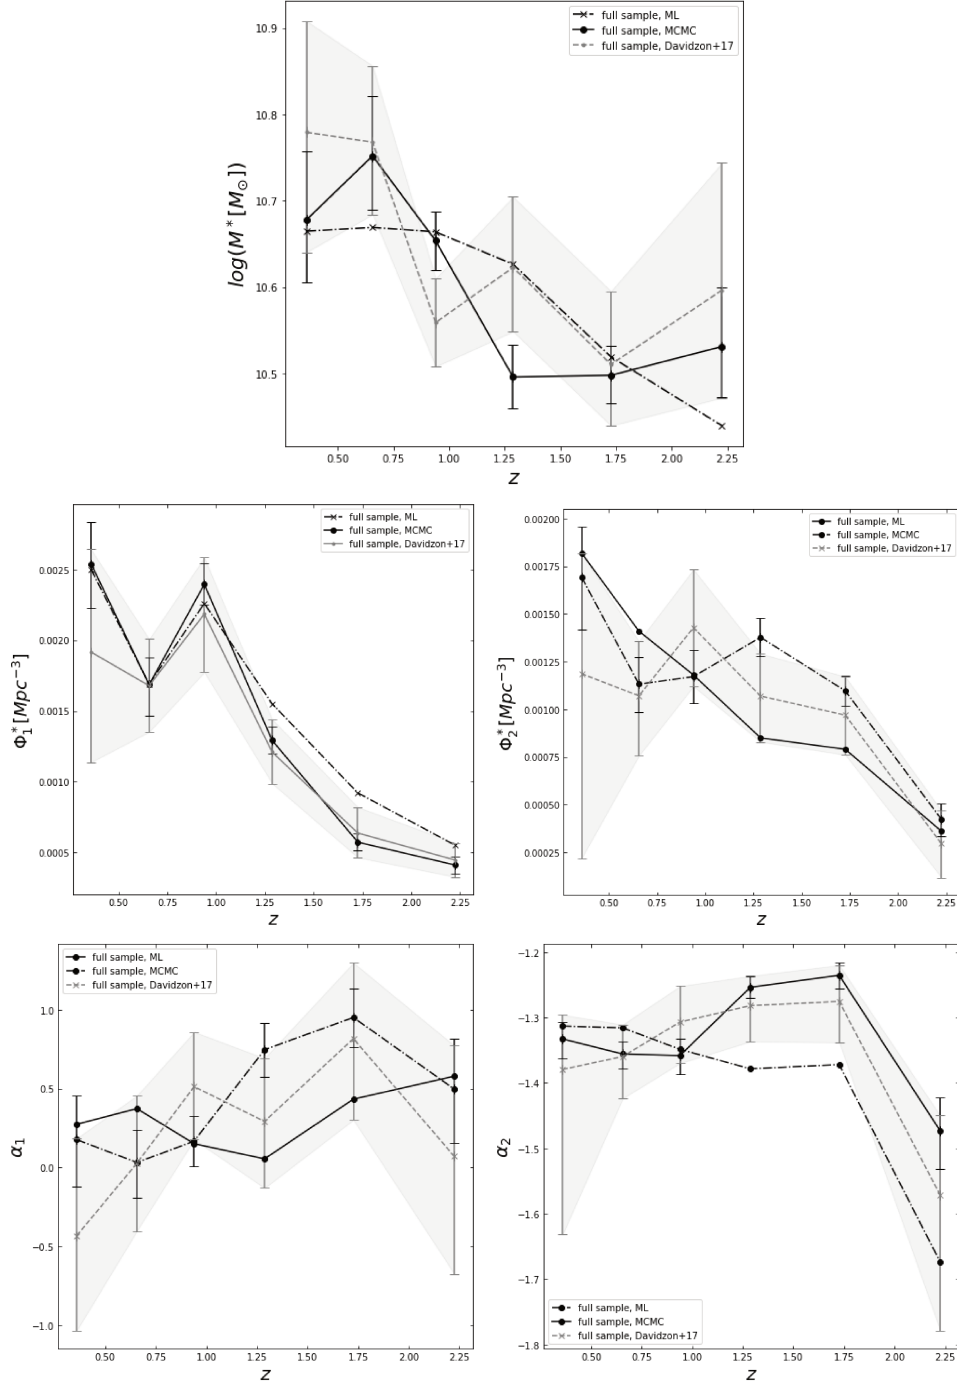 full sample, ML
full sample, MCMC
full sample, Davidzon+17
10.9
10.8
10.7
10.6
10.5
log(M*[M⊙])
0.50 0.75 1.00 1.25 1.50 1.75 2.00 2.25
z
full sample, ML
full sample, MCMC
full sample, Davidzon+17
0.0025
0.0020
0.0015
0.0010
0.0005
Φ₁*[Mpc⁻³]
0.50 0.75 1.00 1.25 1.50 1.75 2.00 2.25
z
full sample, ML
full sample, MCMC
full sample, Davidzon+17
0.00200
0.00175
0.00150
0.00125
0.00100
0.00075
0.00050
0.00025
Φ₂*[Mpc⁻³]
0.50 0.75 1.00 1.25 1.50 1.75 2.00 2.25
z
full sample, ML
full sample, MCMC
full sample, Davidzon+17
1.0
0.5
0.0
−0.5
−1.0
α₁
0.50 0.75 1.00 1.25 1.50 1.75 2.00 2.25
z
−1.2
−1.3
−1.4
−1.5
−1.6
−1.7
−1.8
α₂
full sample, ML
full sample, MCMC
full sample, Davidzon+17
0.50 0.75 1.00 1.25 1.50 1.75 2.00 2.25
z